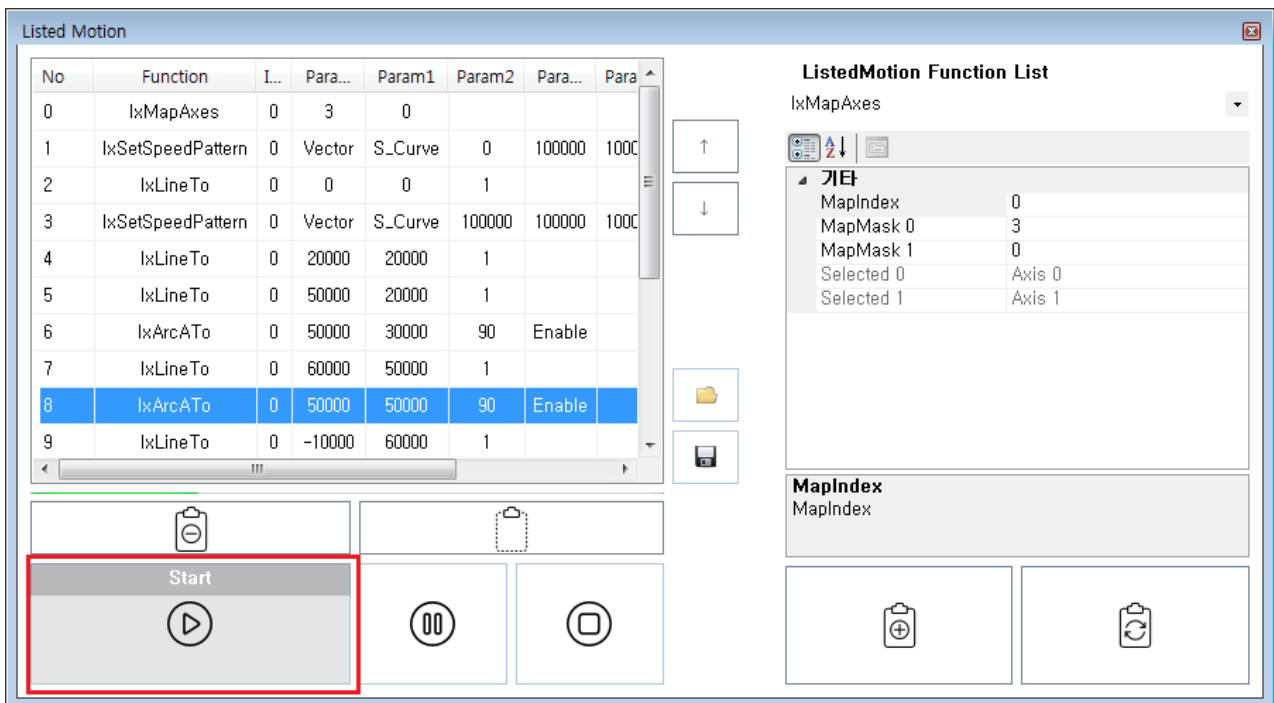 Listed Motion
No Function I... Para... Param1 Param2 Para... Para
0 IxMapAxes 0 3 0
1 IxSetSpeedPattern 0 Vector S_Curve 0 100000 1000
2 IxLineTo 0 0 0 1
3 IxSetSpeedPattern 0 Vector S_Curve 100000 100000 1000
4 IxLineTo 0 20000 20000 1
5 IxLineTo 0 50000 20000 1
6 IxArcATo 0 50000 30000 90 Enable
7 IxLineTo 0 60000 50000 1
8 IxArcATo 0 50000 50000 90 Enable
9 IxLineTo 0 -10000 60000 1
Start
ListedMotion Function List
IxMapAxes
기타
MapIndex 0
MapMask 0 3
MapMask 1 0
Selected 0 Axis 0
Selected 1 Axis 1
MapIndex
MapIndex